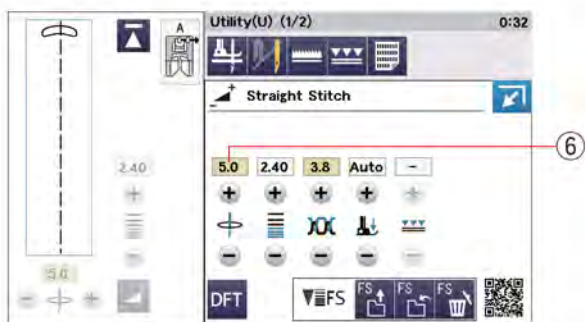 Utility(U) (1/2) 0:32
A
Straight Stitch
6
2.40
5.0 2.40 3.8 Auto -
5.0
DFT FS FS FS FS